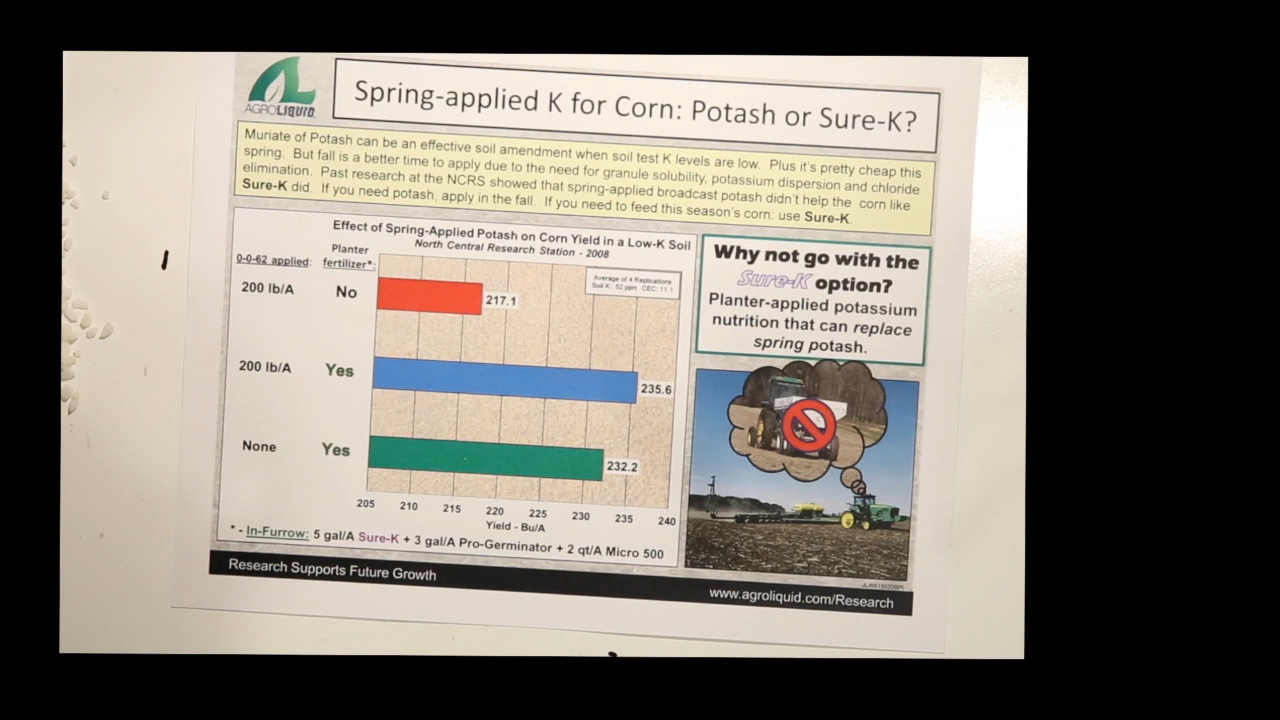 AGROLIQUID
Spring-applied K for Corn: Potash or Sure-K?
Muriate of Potash can be an effective soil amendment when soil test K levels are low. Plus it's pretty cheap this
spring. But fall is a better time to apply due to the need for granule solubility, potassium dispersion and chloride
elimination. Past research at the NCRS showed that spring-applied broadcast potash didn't help the corn like
Sure-K did. If you need potash, apply in the fall. If you need to feed this season's corn: use Sure-K.
Effect of Spring-Applied Potash on Corn Yield in a Low-K Soil
North Central Research Station - 2008
0-0-62 applied:
Planter
fertilizer*:
Average of 4 Replications
Soil K: 52 ppm CEC: 11.1
200 lb/A No 217.1
200 lb/A Yes 235.6
None Yes 232.2
205 210 215 220 225 230 235 240
Yield - Bu/A
* - In-Furrow: 5 gal/A Sure-K + 3 gal/A Pro-Germinator + 2 qt/A Micro 500
Why not go with the
Sure-K option?
Planter-applied potassium
nutrition that can replace
spring potash.
Research Supports Future Growth
www.agroliquid.com/Research